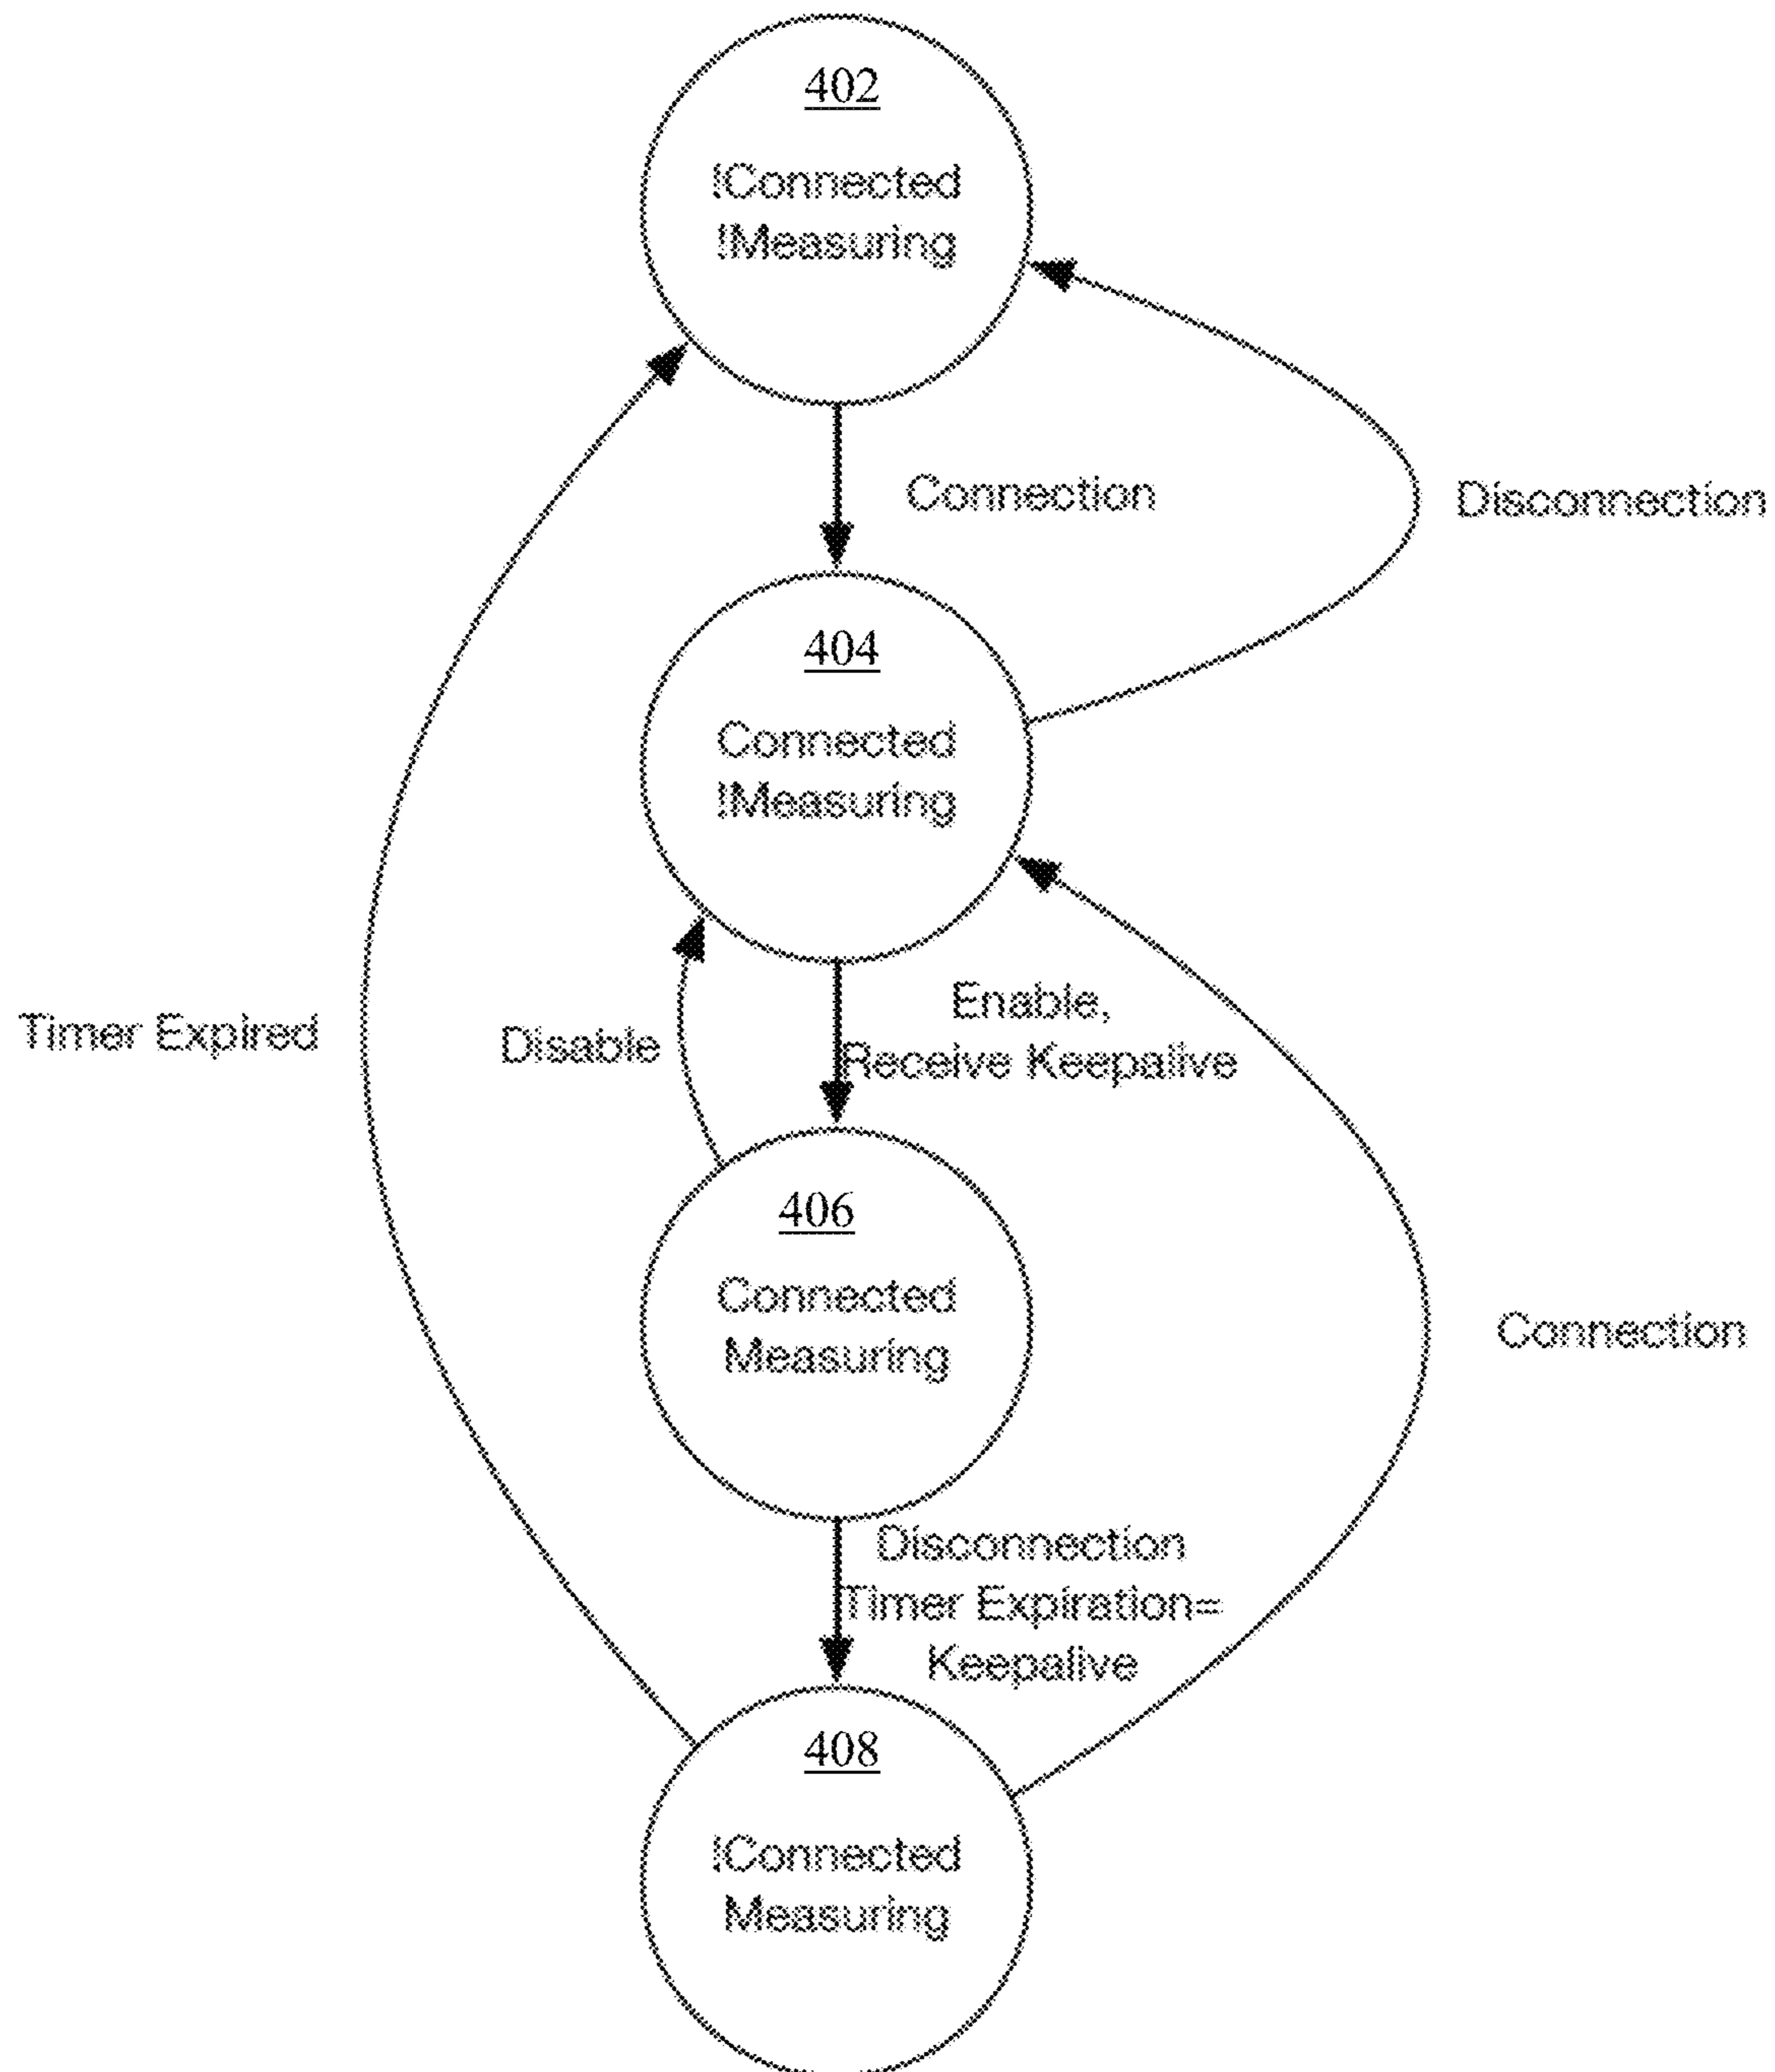 402
!Connected
!Measuring
Connection
Disconnection
404
Connected
!Measuring
Timer Expired
Disable
Enable,
Receive Keepalive
406
Connected
Measuring
Connection
Disconnection
Timer Expiration=
Keepalive
408
!Connected
Measuring